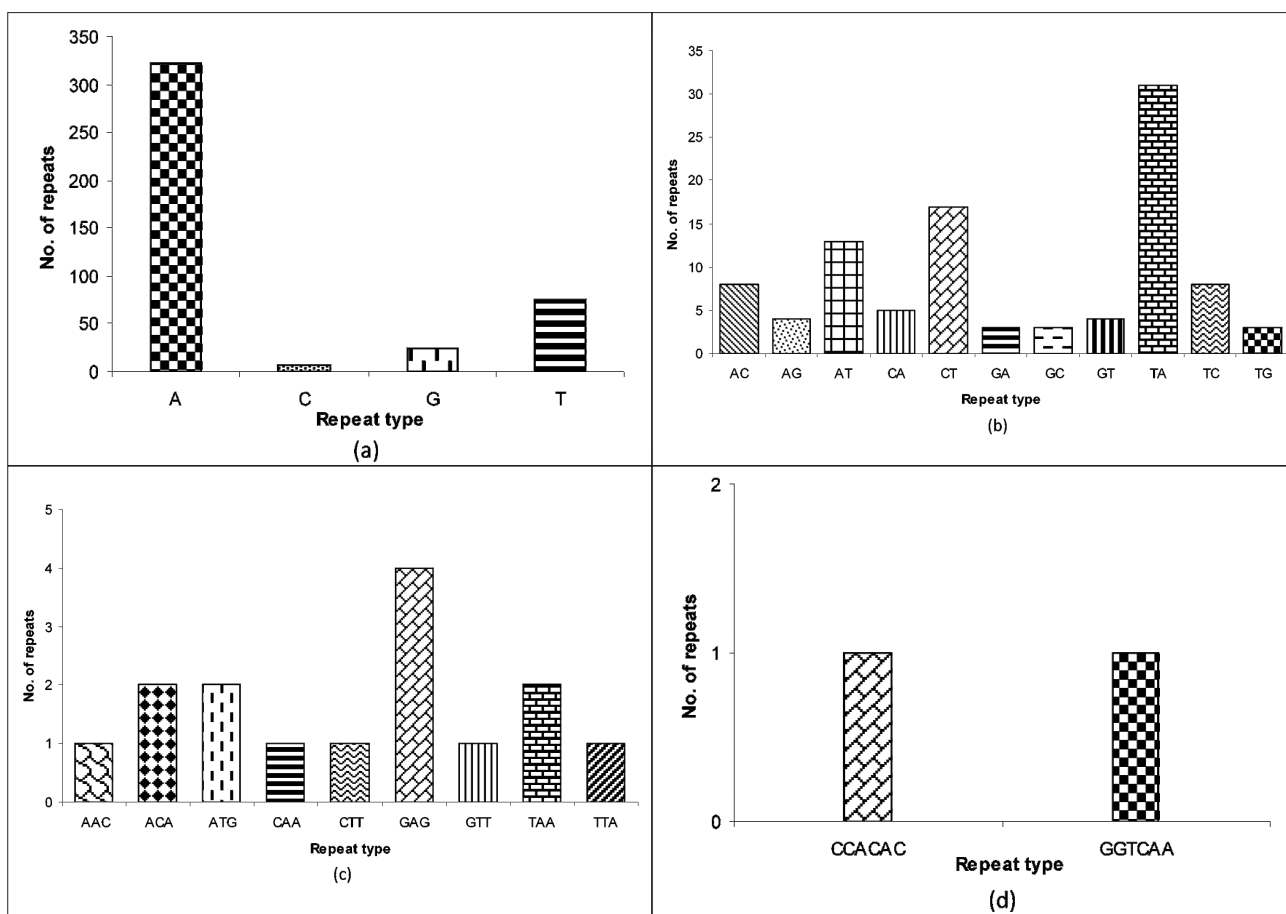 350
300
250
200
150
100
50
0
No. of repeats
A C G T
Repeat type
(a)
35
30
25
20
15
10
5
0
No. of repeats
AC AG AT CA CT GA GC GT TA TC TG
Repeat type
(b)
5
4
3
2
1
0
No. of repeats
AAC ACA ATG CAA CTT GAG GTT TAA TTA
Repeat type
(c)
2
1
0
No. of repeats
CCACAC GGTCAA
Repeat type
(d)